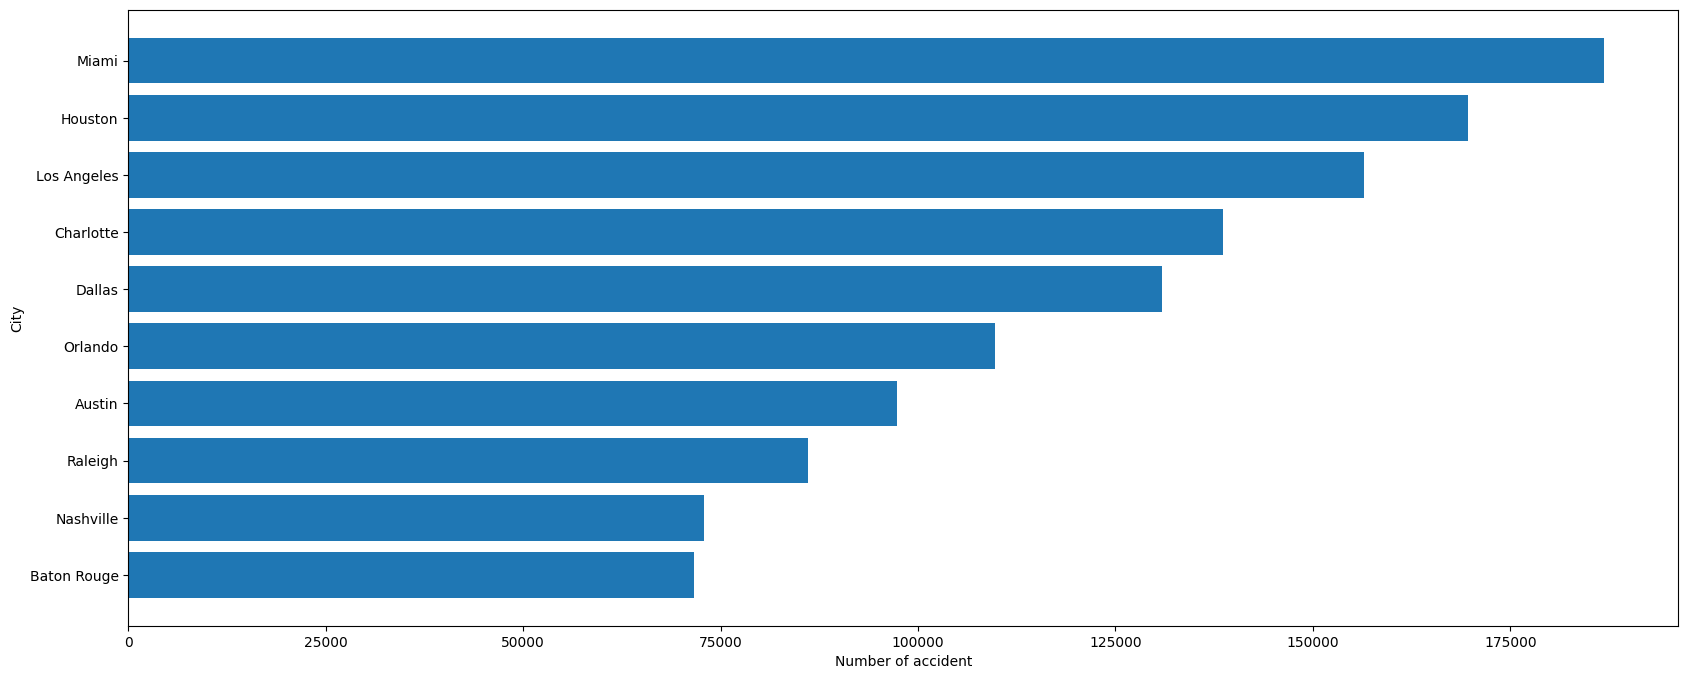 Miami
Houston
Los Angeles
Charlotte
Dallas
Orlando
Austin
Raleigh
Nashville
Baton Rouge
City
0 25000 50000 75000 100000 125000 150000 175000
Number of accident